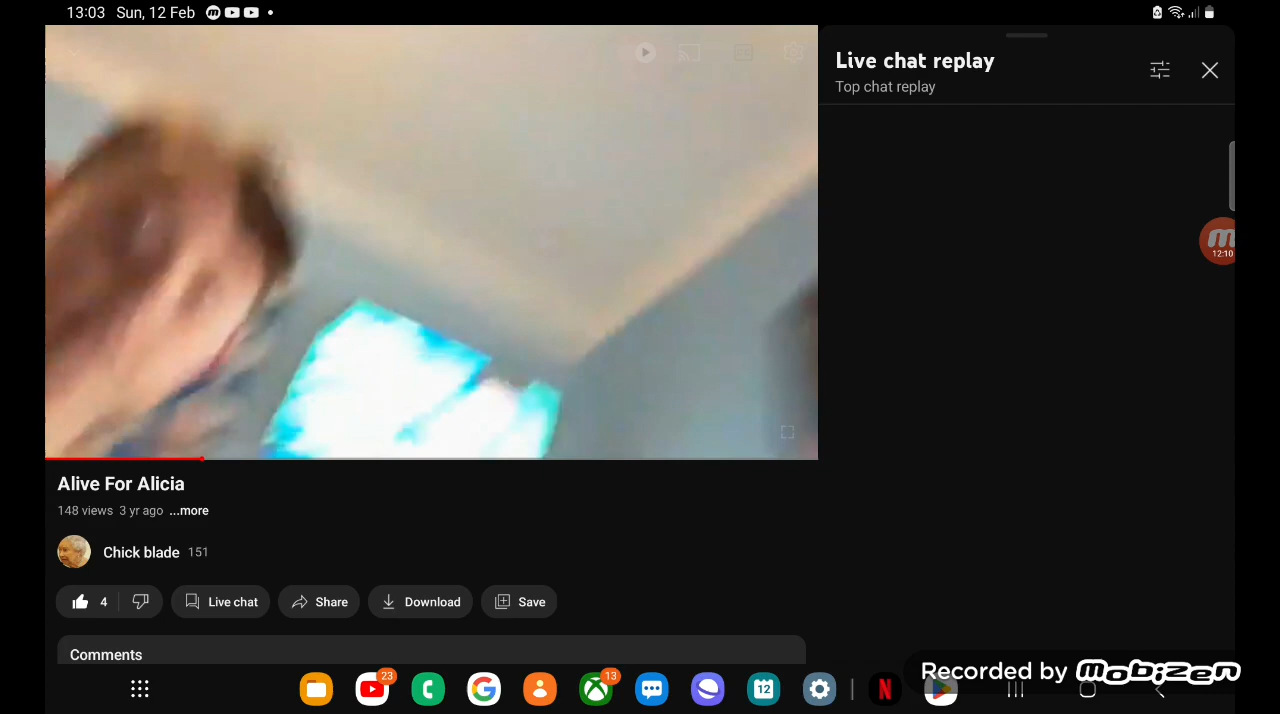 13:03 Sun, 12 Feb
Live chat replay
Top chat replay
12:10
Alive For Alicia
148 views 3 yr ago ...more
Chick blade 151
4 Live chat Share Download Save
Comments
23
13
12
N
Recorded by mobizen